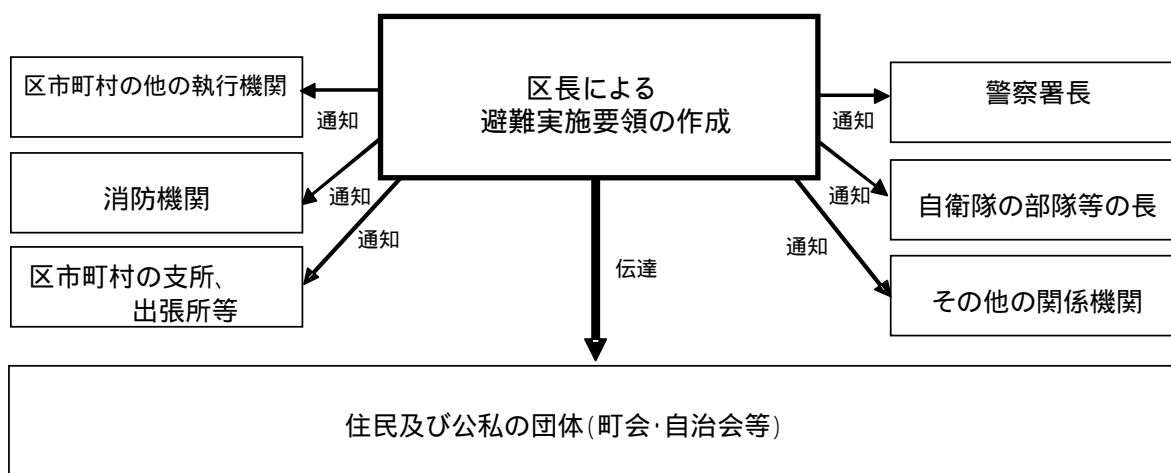 区長による
避難実施要領の作成
区市町村の他の執行機関
通知
消防機関
通知
区市町村の支所、
出張所等
通知
警察署長
通知
自衛隊の部隊等の長
通知
その他の関係機関
通知
伝達
住民及び公私の団体(町会・自治会等)